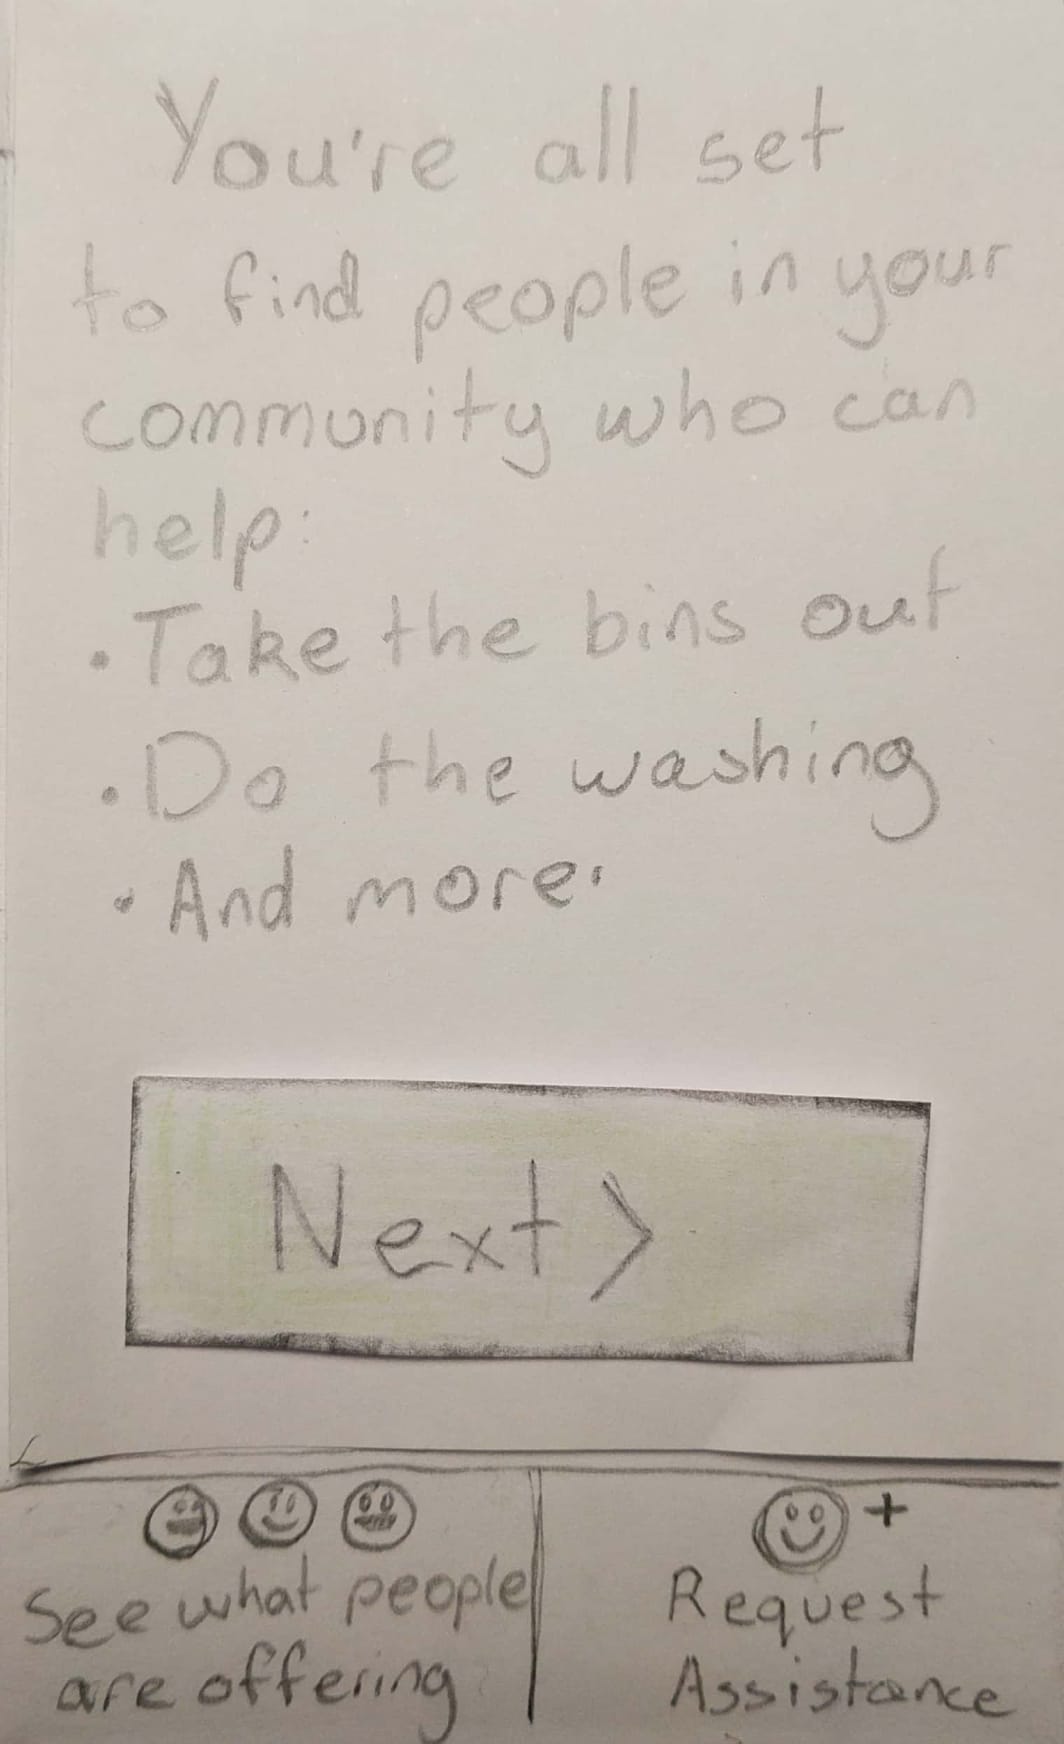 You're all set
to find people in your
community who can
help:
• Take the bins out
• Do the washing
• And more.
Next >
See what people
are offering
+
Request
Assistance